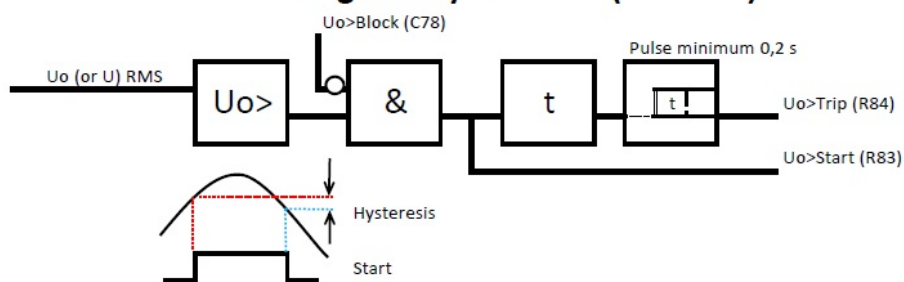 Uo>Block (C78)
Pulse minimum 0,2 s
Uo (or U) RMS
Uo>
&
t
t
Uo>Trip (R84)
Uo>Start (R83)
Hysteresis
Start